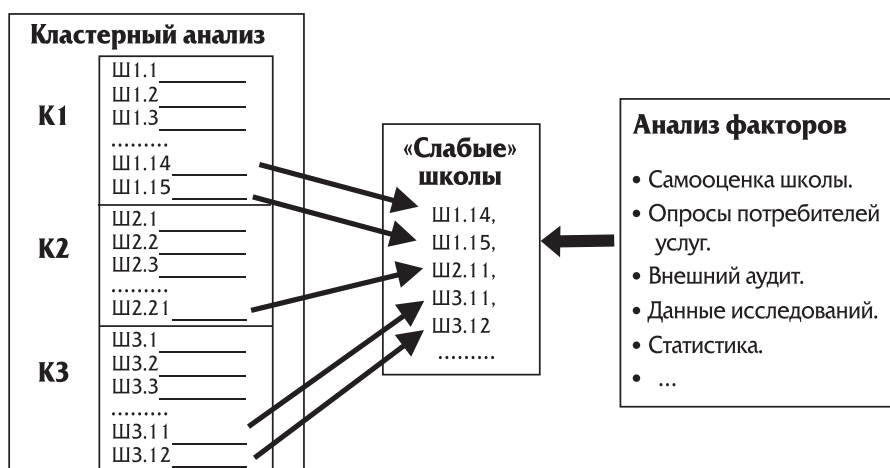 Кластерный анализ
К1
Ш1.1
Ш1.2
Ш1.3
.........
Ш1.14
Ш1.15
К2
Ш2.1
Ш2.2
Ш2.3
.........
Ш2.21
К3
Ш3.1
Ш3.2
Ш3.3
.........
Ш3.11
Ш3.12
«Слабые»
школы
Ш1.14,
Ш1.15,
Ш2.11,
Ш3.11,
Ш3.12
.........
Анализ факторов
• Самооценка школы.
• Опросы потребителей
услуг.
• Внешний аудит.
• Данные исследований.
• Статистика.
• ...